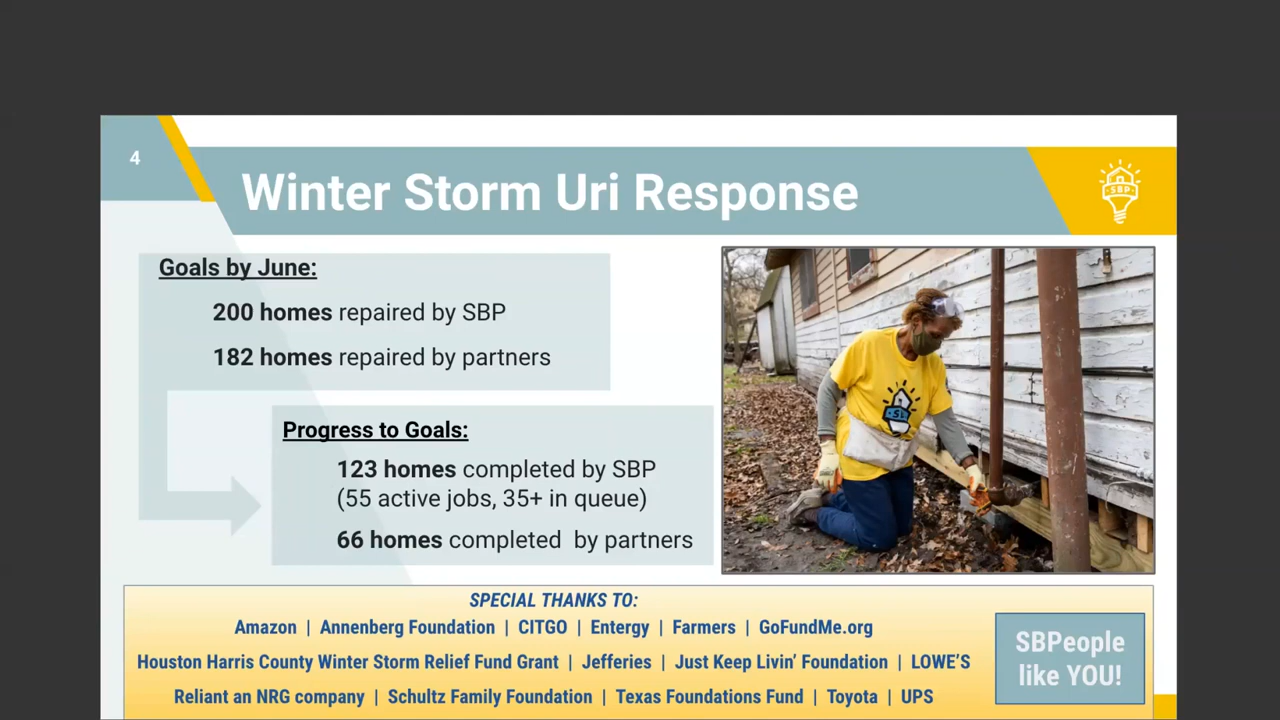 4
Winter Storm Uri Response
SBP
Goals by June:
200 homes repaired by SBP
182 homes repaired by partners
Progress to Goals:
123 homes completed by SBP
(55 active jobs, 35+ in queue)
66 homes completed by partners
SPECIAL THANKS TO:
Amazon | Annenberg Foundation | CITGO | Entergy | Farmers | GoFundMe.org
Houston Harris County Winter Storm Relief Fund Grant | Jefferies | Just Keep Livin’ Foundation | LOWE’S
Reliant an NRG company | Schultz Family Foundation | Texas Foundations Fund | Toyota | UPS
SBPeople
like YOU!